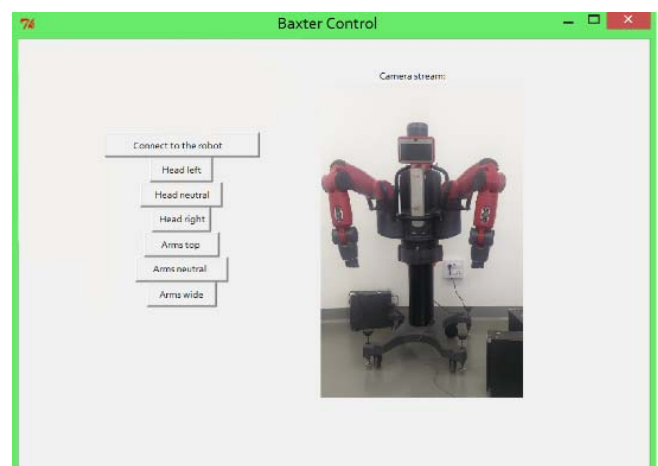 Baxter Control
Camera stream:
Connect to the robot
Head left
Head neutral
Head right
Arms top
Arms neutral
Arms wide